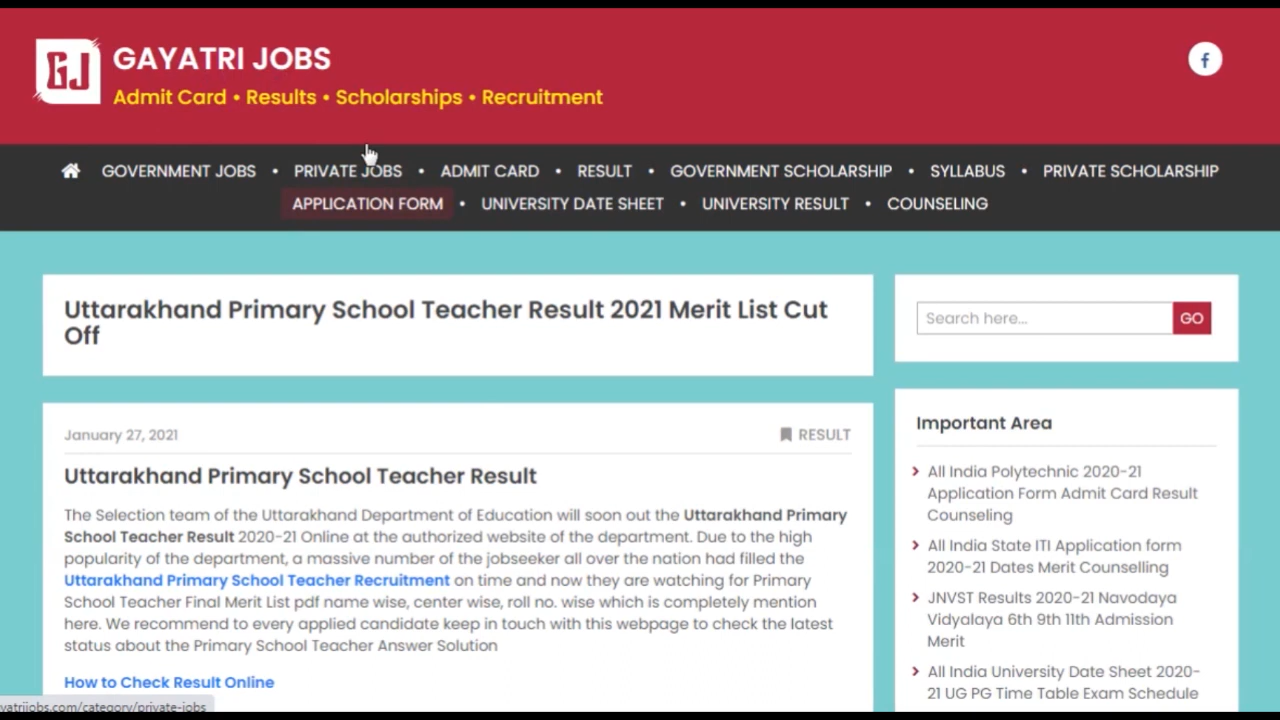 GJ
GAYATRI JOBS
Admit Card • Results • Scholarships • Recruitment
f
GOVERNMENT JOBS • PRIVATE JOBS • ADMIT CARD • RESULT • GOVERNMENT SCHOLARSHIP • SYLLABUS • PRIVATE SCHOLARSHIP
APPLICATION FORM • UNIVERSITY DATE SHEET • UNIVERSITY RESULT • COUNSELING
Uttarakhand Primary School Teacher Result 2021 Merit List Cut
Off
January 27, 2021
RESULT
Uttarakhand Primary School Teacher Result
The Selection team of the Uttarakhand Department of Education will soon out the Uttarakhand Primary
School Teacher Result 2020-21 Online at the authorized website of the department. Due to the high
popularity of the department, a massive number of the jobseeker all over the nation had filled the
Uttarakhand Primary School Teacher Recruitment on time and now they are watching for Primary
School Teacher Final Merit List pdf name wise, center wise, roll no. wise which is completely mention
here. We recommend to every applied candidate keep in touch with this webpage to check the latest
status about the Primary School Teacher Answer Solution
How to Check Result Online
Search here...
GO
Important Area
All India Polytechnic 2020-21
Application Form Admit Card Result
Counseling
All India State ITI Application form
2020-21 Dates Merit Counselling
JNVST Results 2020-21 Navodaya
Vidyalaya 6th 9th 11th Admission
Merit
All India University Date Sheet 2020-
21 UG PG Time Table Exam Schedule
yatrijobs.com/category/private-jobs